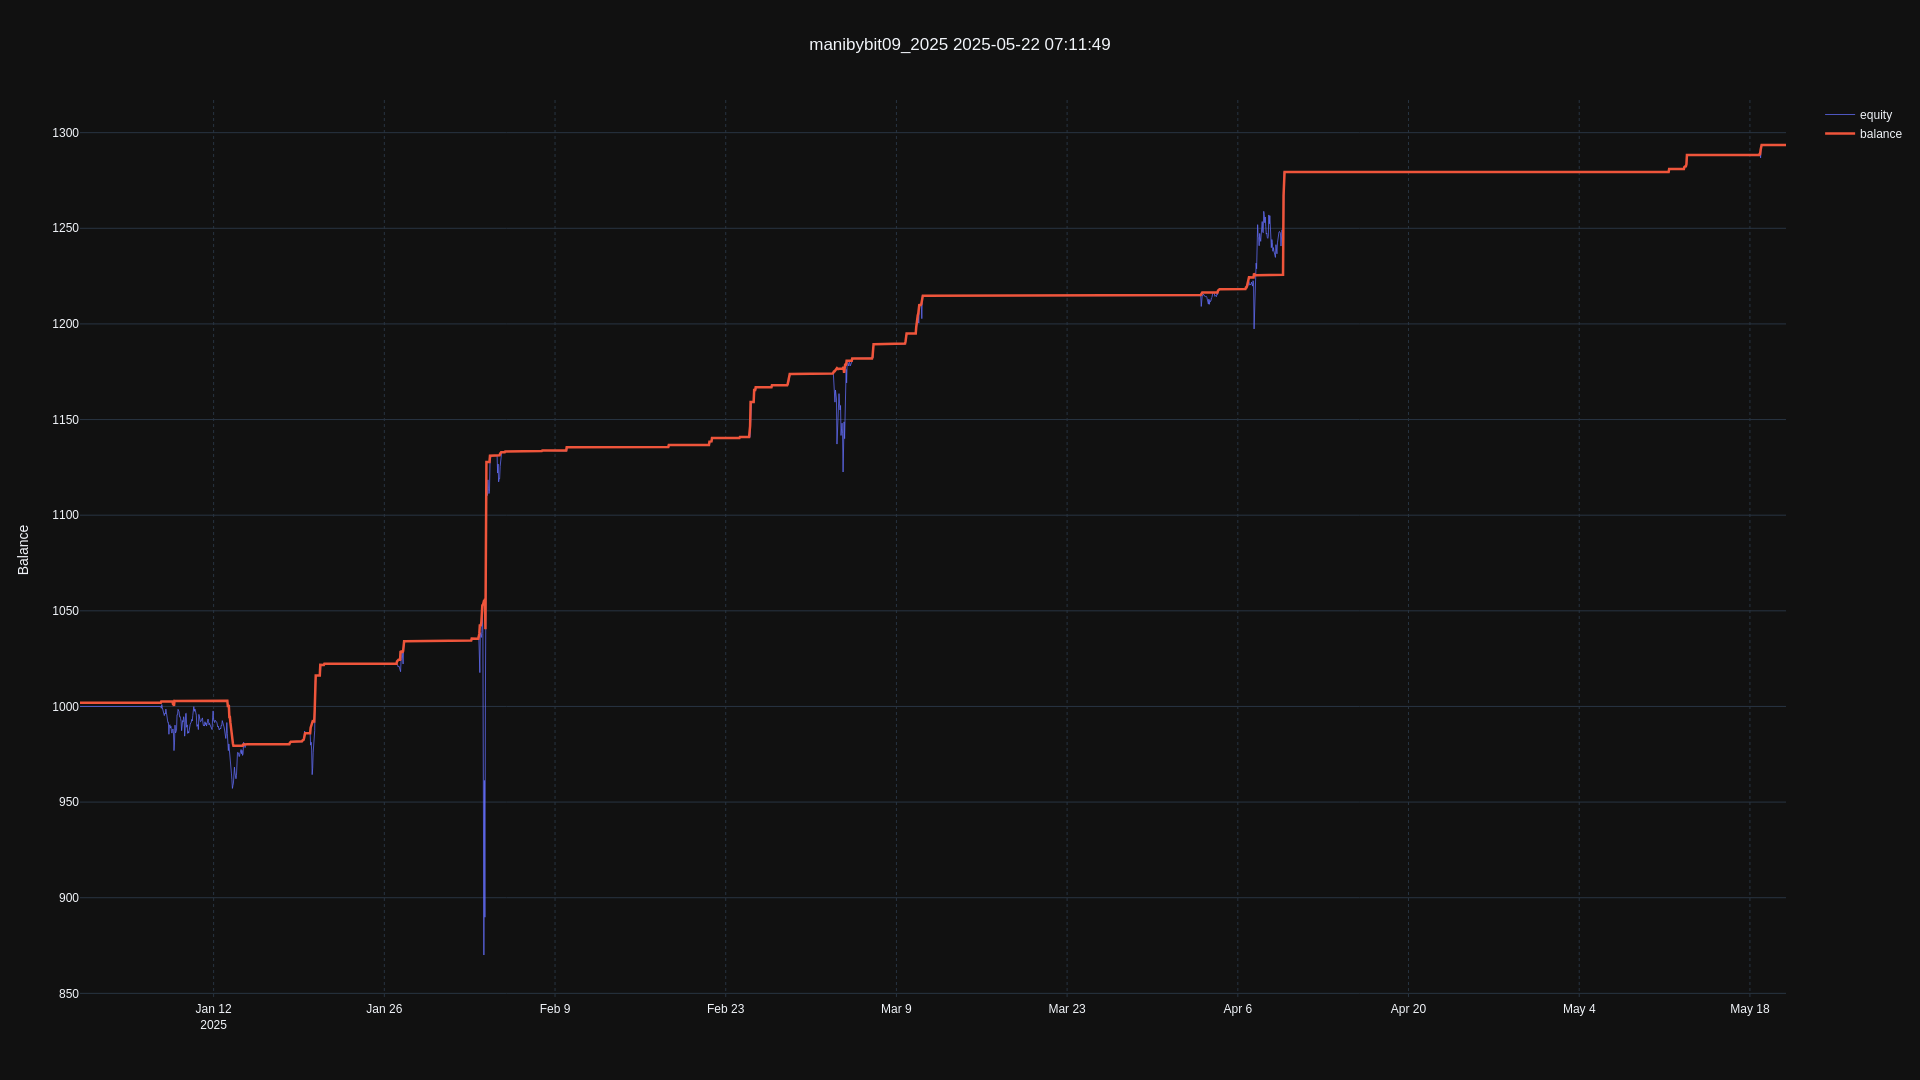 manibybit09_2025 2025-05-22 07:11:49
equity
balance
Balance
1300
1250
1200
1150
1100
1050
1000
950
900
850
Jan 12
2025
Jan 26
Feb 9
Feb 23
Mar 9
Mar 23
Apr 6
Apr 20
May 4
May 18